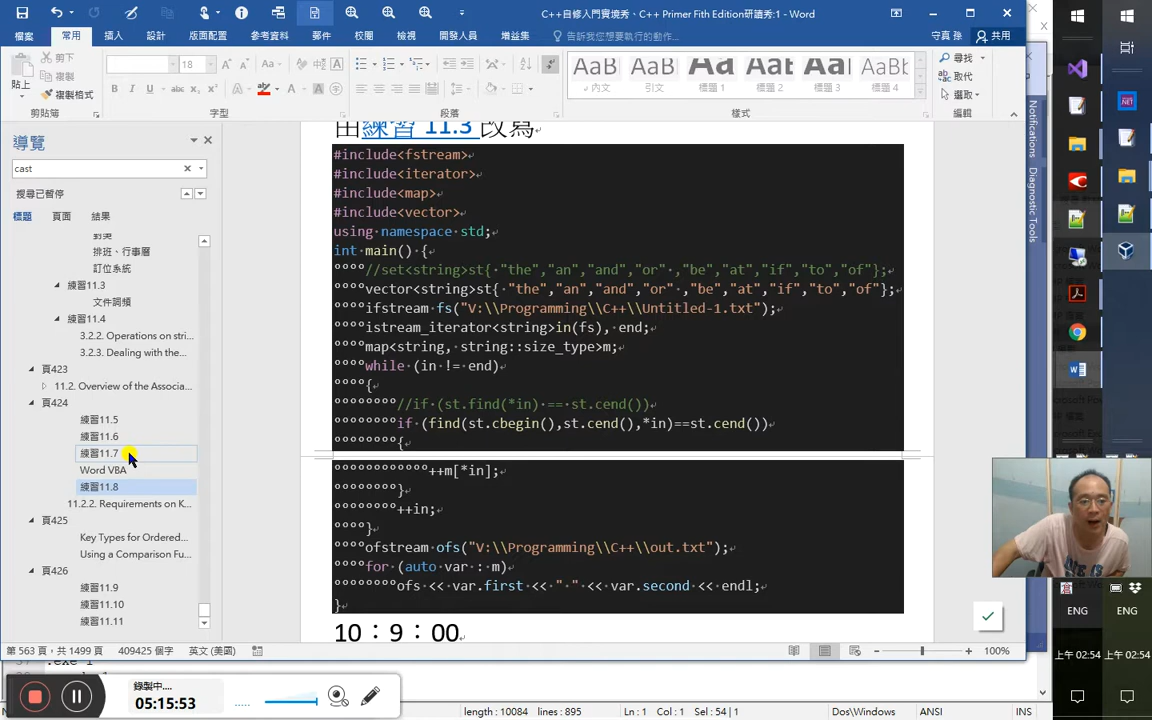 C++自修入門實境秀、C++ Primer Fith Edition研讀秀:1 - Word
檔案 常用 插入 設計 版面配置 參考資料 郵件 校閱 檢視 開發人員 增益集 告訴我您想要執行的動作... 守真 孫 共用
貼上
剪下
複製
複製格式
18
AaBbC AaBbC
內文 引文 標題 1 標題 2 標題 3 標題 4
尋找
取代
選取
剪貼簿 字型 段落 樣式 編輯
導覽
cast
搜尋已暫停
標題 頁面 結果
排班、行事曆
訂位系統
練習11.3
文件調頻
練習11.4
3.2.2. Operations on stri...
3.2.3. Dealing with the...
頁423
11.2. Overview of the Associa...
頁424
練習11.5
練習11.6
練習11.7
Word VBA
練習11.8
11.2.2. Requirements on K...
頁425
Key Types for Ordered...
Using a Comparison Fu...
頁426
練習11.9
練習11.10
練習11.11
由練習 11.3 改寫
#include<fstream>
#include<iterator>
#include<map>
#include<vector>
using namespace std;
int main() {
//set<string>st{ "the","an","and","or" ,"be","at","if","to","of"};
vector<string>st{ "the","an","and","or" ,"be","at","if","to","of"};
ifstream fs("V:\\Programming\\C++\\Untitled-1.txt");
istream_iterator<string>in(fs), end;
map<string, string::size_type>m;
while (in != end)
{
//if (st.find(*in) == st.cend())
if (find(st.cbegin(),st.cend(),*in)==st.cend())
{
++m[*in];
}
++in;
}
ofstream ofs("V:\\Programming\\C++\\out.txt");
for (auto var : m)
ofs << var.first << " " << var.second << endl;
}
10：9：00
Notifications
Diagnostic Tools
第 563 頁，共 1499 頁 409425 個字 英文 (美國) 100%
.exe 1
錄製中....
05:15:53
length : 10084 lines : 895 Ln : 1 Col : 1 Sel : 54 | 1 Dos\Windows ANSI INS
ENG ENG
上午 02:54 上午 02:54